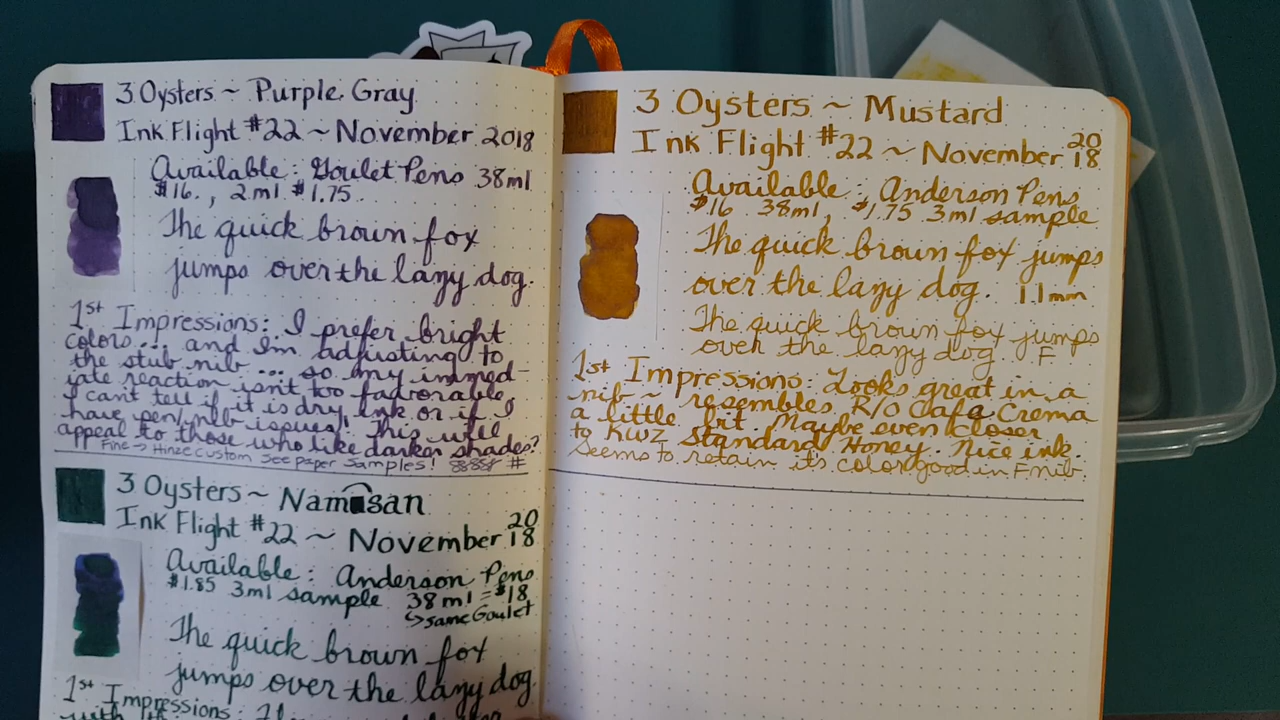 3 Oysters ~ Purple Gray
Ink Flight #22 ~ November 2018
Available: Goulet Pens 38ml
$16., 2ml $1.75
The quick brown fox
jumps over the lazy dog.
1st Impressions: I prefer bright
colors... and I'm adjusting to
the stub nib ... so my immed-
iate reaction isn't too favorable,
I can't tell if it is dry ink or if I
have pen/nib issues! This will
appeal to those who like darker shades?
Fine → Hinze custom See paper Samples! #
3 Oysters ~ Namasan
Ink Flight #22 ~ November 2018
Available: Anderson Pens
$1.85 3ml sample 38ml = $18
↳same Goulet
The quick brown fox
jumps over the lazy dog.
1st Impressions:
3 Oysters ~ Mustard
Ink Flight #22 ~ November 2018
Available: Anderson Pens
$16 38ml, $1.75 3ml sample
The quick brown fox jumps
over the lazy dog. 1.1mm
The quick brown fox jumps
over the lazy dog. F
1st Impressions: Looks great in a
nib ~ resembles R/O Cafe Crema
a little bit. Maybe even closer
to KWZ Standard Honey. Nice ink.
Seems to retain it's color good in F nib.